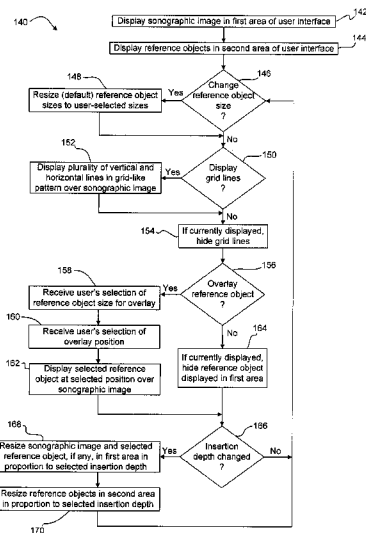 140
142
Display sonographic image in first area of user interface
144
Display reference objects in second area of user interface
146
Change
reference object
size
?
Yes
No
148
Resize (default) reference object
sizes to user-selected sizes
150
Display
grid lines
?
Yes
No
152
Display plurality of vertical and
horizontal lines in grid-like
pattern over sonographic image
154
If currently displayed,
hide grid lines
156
Overlay
reference object
?
Yes
No
158
Receive user's selection of
reference object size for overlay
160
Receive user's selection of
overlay position
162
Display selected reference
object at selected position over
sonographic image
164
If currently displayed,
hide reference object
displayed in first area
166
Insertion
depth changed
?
Yes
No
168
Resize sonographic image and selected
reference object, if any, in first area in
proportion to selected insertion depth
Resize reference objects in second area
in proportion to selected insertion depth
170